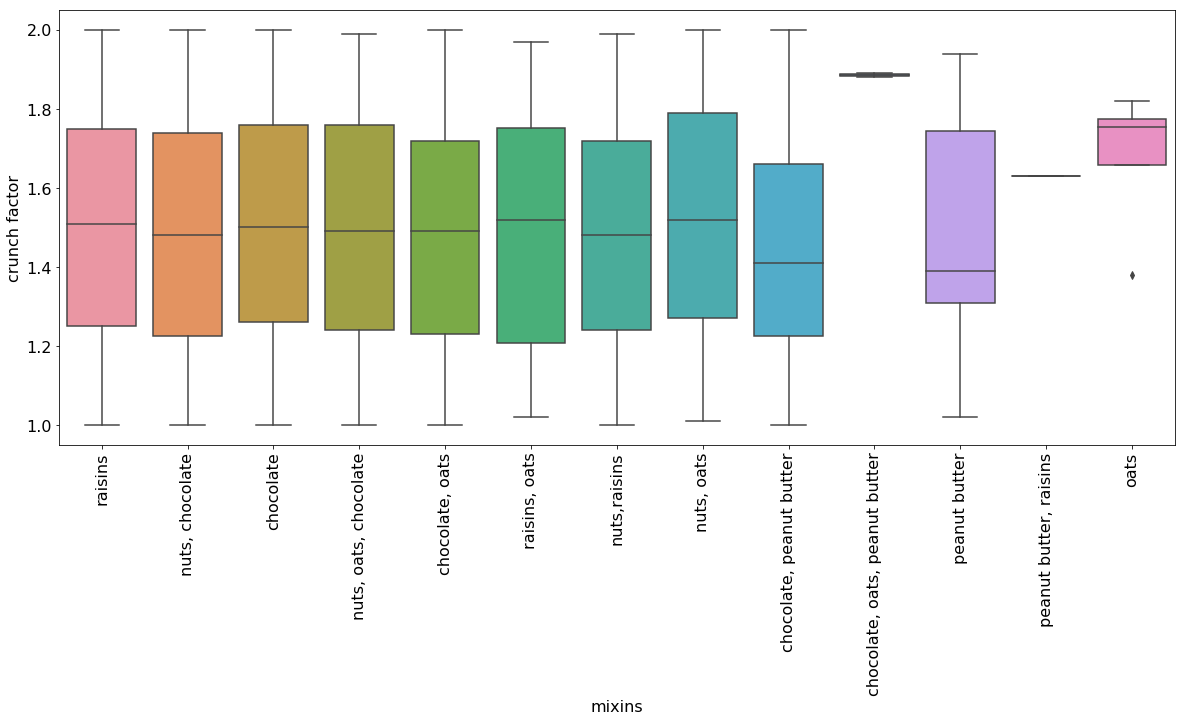 2.0
1.8
1.6
1.4
1.2
1.0
crunch factor
raisins
nuts, chocolate
chocolate
nuts, oats, chocolate
chocolate, oats
raisins, oats
nuts,raisins
nuts, oats
chocolate, peanut butter
chocolate, oats, peanut butter
peanut butter
peanut butter, raisins
oats
mixins